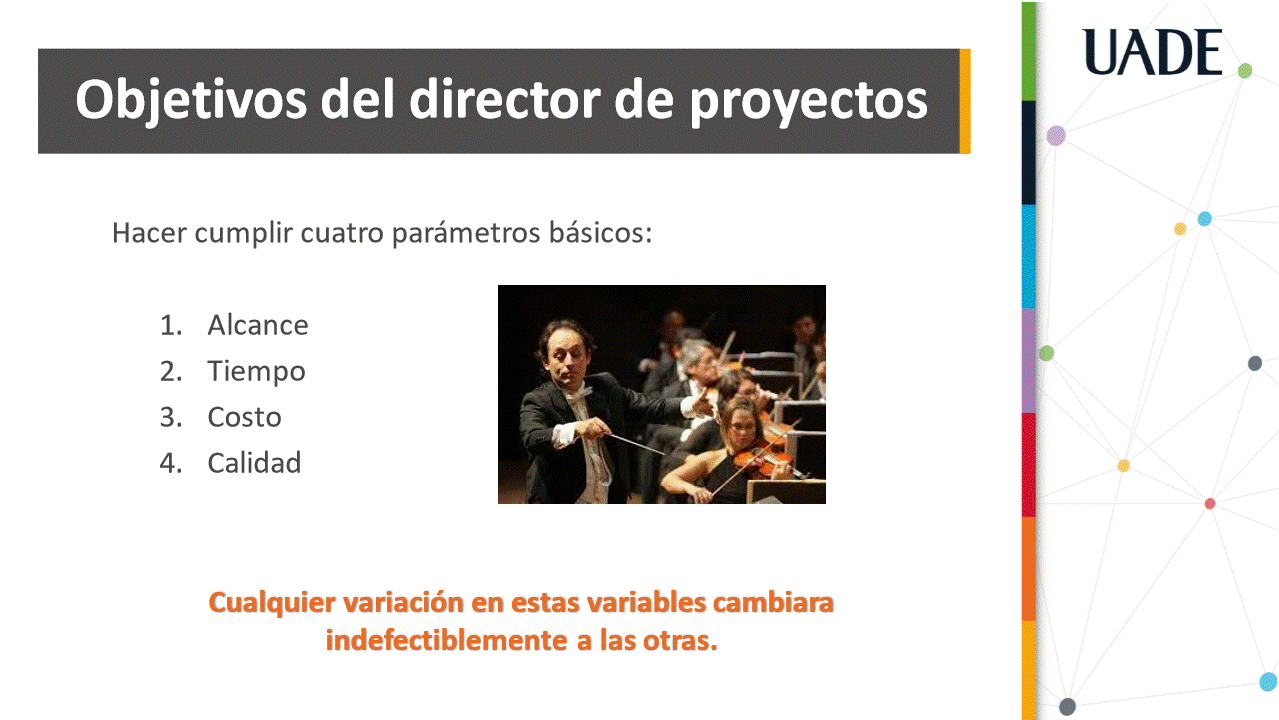 UADE
Objetivos del director de proyectos
Hacer cumplir cuatro parámetros básicos:
1. Alcance
2. Tiempo
3. Costo
4. Calidad
Cualquier variación en estas variables cambiara
indefectiblemente a las otras.